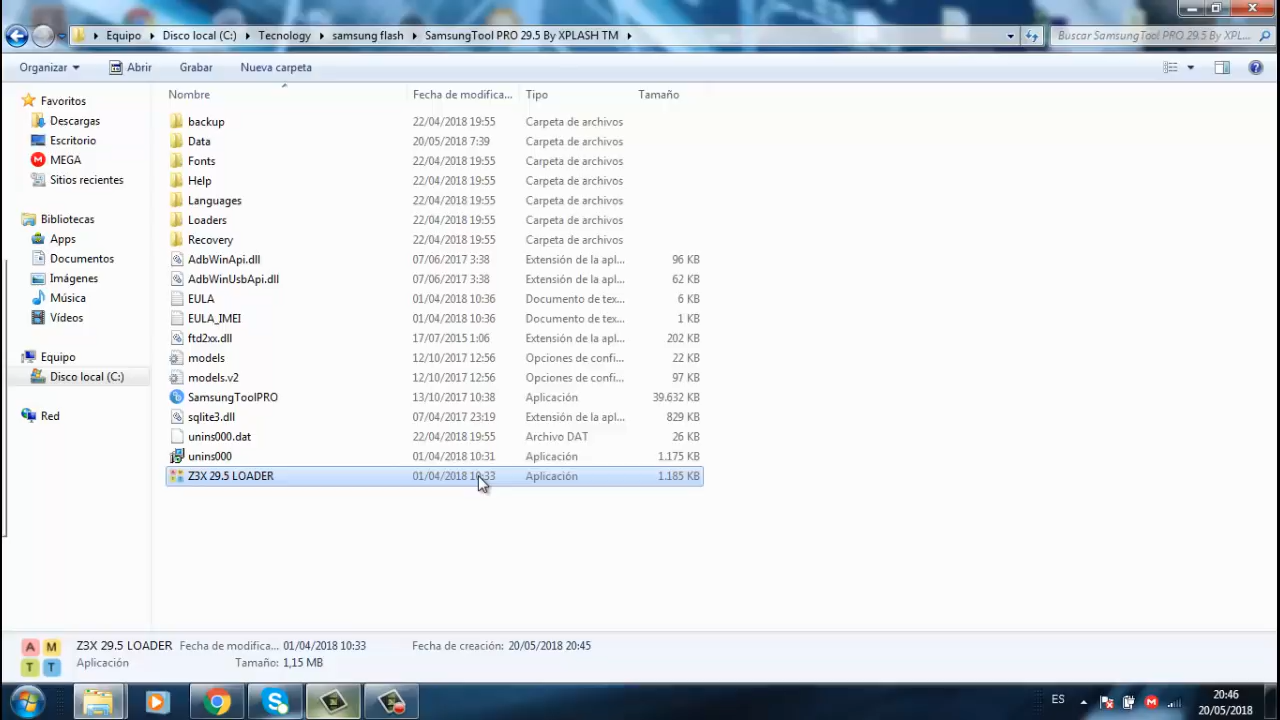 Equipo
Disco local (C:)
Tecnology
samsung flash
SamsungTool PRO 29.5 By XPLASH TM
Buscar SamsungTool PRO 29.5 By XPL...
Organizar
Abrir
Grabar
Nueva carpeta
Nombre
Fecha de modifica...
Tipo
Tamaño
Favoritos
Descargas
Escritorio
MEGA
Sitios recientes
Bibliotecas
Apps
Documentos
Imágenes
Música
Vídeos
Equipo
Disco local (C:)
Red
backup 22/04/2018 19:55 Carpeta de archivos
Data 20/05/2018 7:39 Carpeta de archivos
Fonts 22/04/2018 19:55 Carpeta de archivos
Help 22/04/2018 19:55 Carpeta de archivos
Languages 22/04/2018 19:55 Carpeta de archivos
Loaders 22/04/2018 19:55 Carpeta de archivos
Recovery 22/04/2018 19:55 Carpeta de archivos
AdbWinApi.dll 07/06/2017 3:38 Extensión de la apl... 96 KB
AdbWinUsbApi.dll 07/06/2017 3:38 Extensión de la apl... 62 KB
EULA 01/04/2018 10:36 Documento de tex... 6 KB
EULA_IMEI 01/04/2018 10:36 Documento de tex... 1 KB
ftd2xx.dll 17/07/2015 1:06 Extensión de la apl... 202 KB
models 12/10/2017 12:56 Opciones de confi... 22 KB
models.v2 12/10/2017 12:56 Opciones de confi... 97 KB
SamsungToolPRO 13/10/2017 10:38 Aplicación 39.632 KB
sqlite3.dll 07/04/2017 23:19 Extensión de la apl... 829 KB
unins000.dat 22/04/2018 19:55 Archivo DAT 26 KB
unins000 01/04/2018 10:31 Aplicación 1.175 KB
Z3X 29.5 LOADER 01/04/2018 10:33 Aplicación 1.185 KB
A M
T T
Z3X 29.5 LOADER Fecha de modifica... 01/04/2018 10:33 Fecha de creación: 20/05/2018 20:45
Aplicación Tamaño: 1,15 MB
ES
20:46
20/05/2018